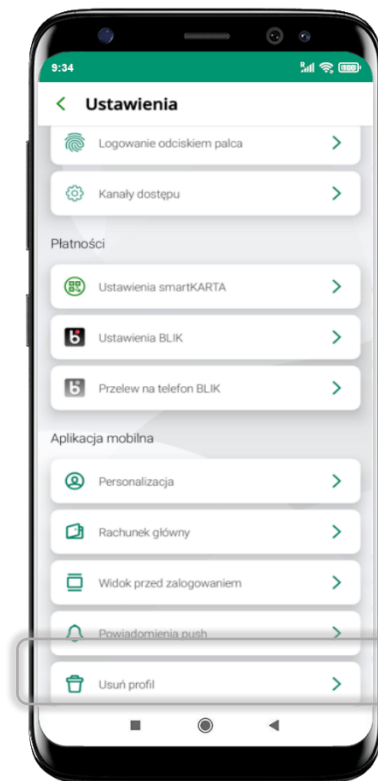 9:34
Ustawienia
Logowanie odciskiem palca
Kanały dostępu
Płatności
Ustawienia smartKARTA
Ustawienia BLIK
Przelew na telefon BLIK
Aplikacja mobilna
Personalizacja
Rachunek główny
Widok przed zalogowaniem
Powiadomienia push
Usuń profil